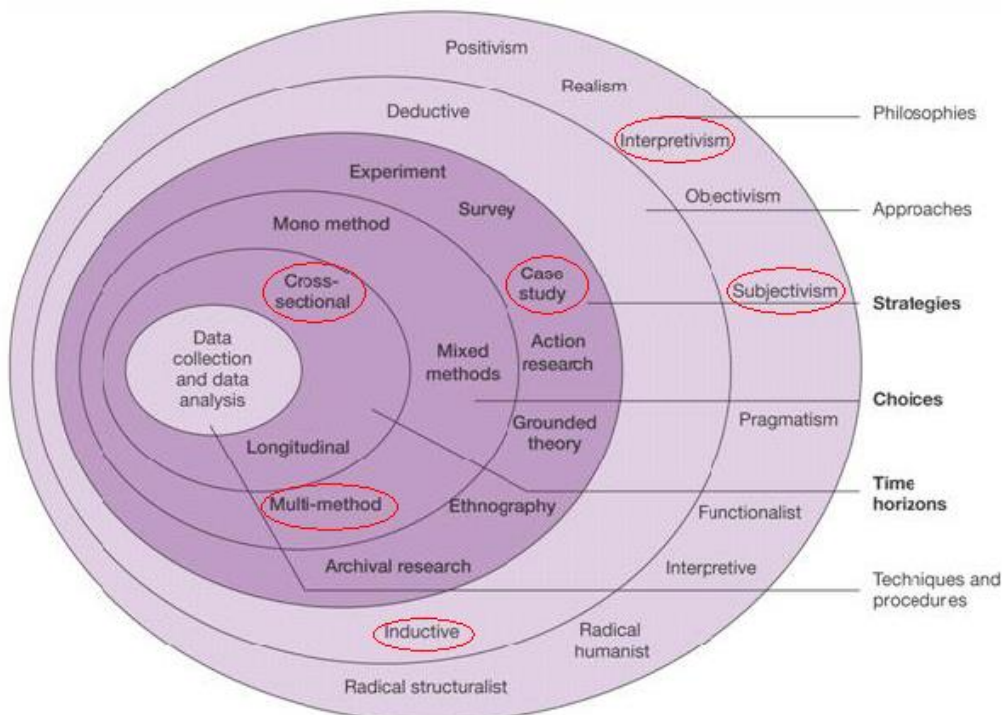 Positivism
Realism
Philosophies
Deductive
Interpretivism
Experiment
Objectivism
Survey
Approaches
Mono method
Cross-
sectional
Case
study
Subjectivism
Strategies
Data
collection
and data
analysis
Mixed
methods
Action
research
Choices
Pragmatism
Grounded
theory
Longitudinal
Time
horizons
Multi-method
Ethnography
Functionalist
Archival research
Interpretive
Techniques and
procedures
Inductive
Radical
humanist
Radical structuralist